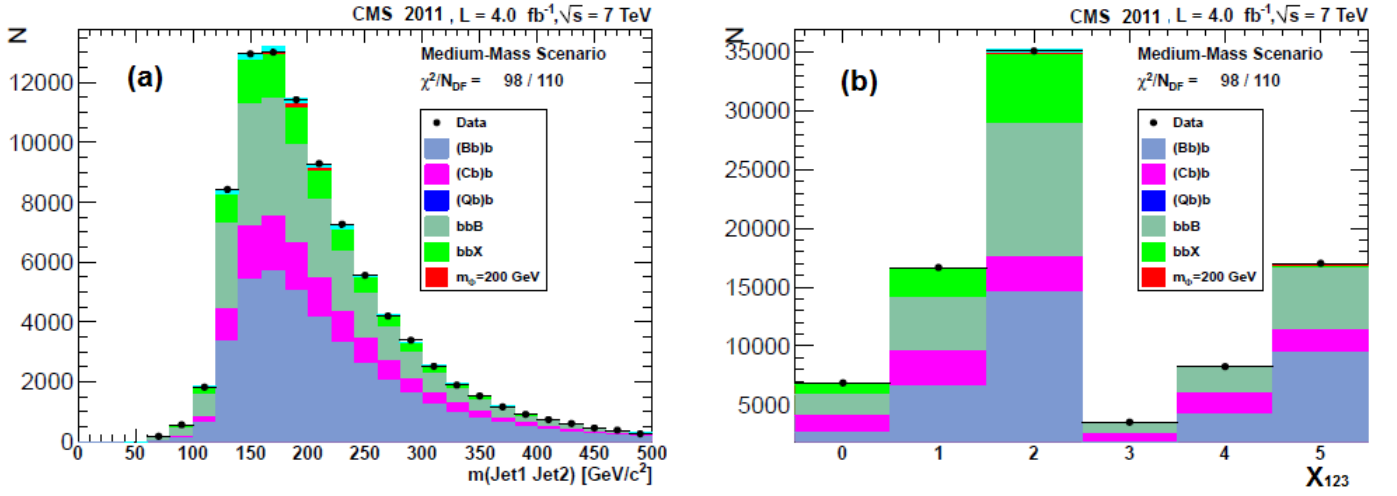 CMS 2011 , L = 4.0 fb⁻¹,√s = 7 TeV
N
(a)
Medium-Mass Scenario
χ²/N_DF = 98 / 110
Data
(Bb)b
(Cb)b
(Qb)b
bbB
bbX
m_Φ=200 GeV
12000
10000
8000
6000
4000
2000
0
0 50 100 150 200 250 300 350 400 450 500
m(Jet1 Jet2) [GeV/c²]
CMS 2011 , L = 4.0 fb⁻¹,√s = 7 TeV
N
(b)
Medium-Mass Scenario
χ²/N_DF = 98 / 110
Data
(Bb)b
(Cb)b
(Qb)b
bbB
bbX
m_Φ=200 GeV
35000
30000
25000
20000
15000
10000
5000
0 1 2 3 4 5
X₁₂₃